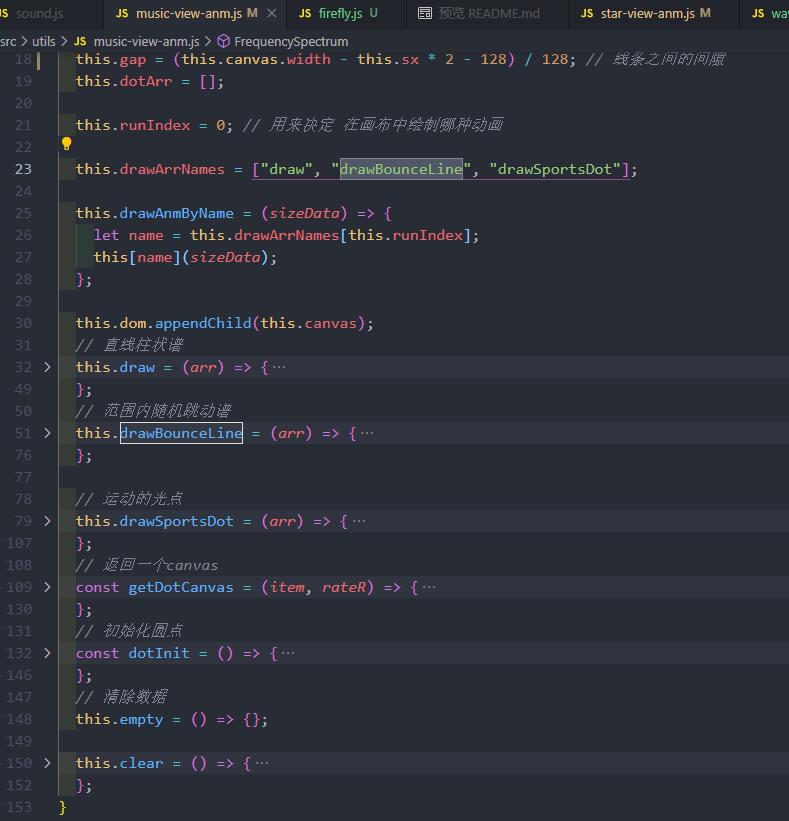 sound.js JS music-view-anm.js M JS firefly.js U 预览 README.md JS star-view-anm.js M JS
src > utils > JS music-view-anm.js > FrequencySpectrum
18 this.gap = (this.canvas.width - this.sx * 2 - 128) / 128; // 线条之间的间隙
19 this.dotArr = [];
20
21 this.runIndex = 0; // 用来决定 在画布中绘制哪种动画
22
23 this.drawArrNames = ["draw", "drawBounceLine", "drawSportsDot"];
24
25 this.drawAnmByName = (sizeData) => {
26 let name = this.drawArrNames[this.runIndex];
27 this[name](sizeData);
28 };
29
30 this.dom.appendChild(this.canvas);
31 // 直线柱状谱
32 > this.draw = (arr) => {···
49 };
50 // 范围内随机跳动谱
51 > this.drawBounceLine = (arr) => {···
76 };
77
78 // 运动的光点
79 > this.drawSportsDot = (arr) => {···
107 };
108 // 返回一个canvas
109 > const getDotCanvas = (item, rateR) => {···
130 };
131 // 初始化圆点
132 > const dotInit = () => {···
146 };
147 // 清除数据
148 this.empty = () => {};
149
150 > this.clear = () => {···
152 };
153 }